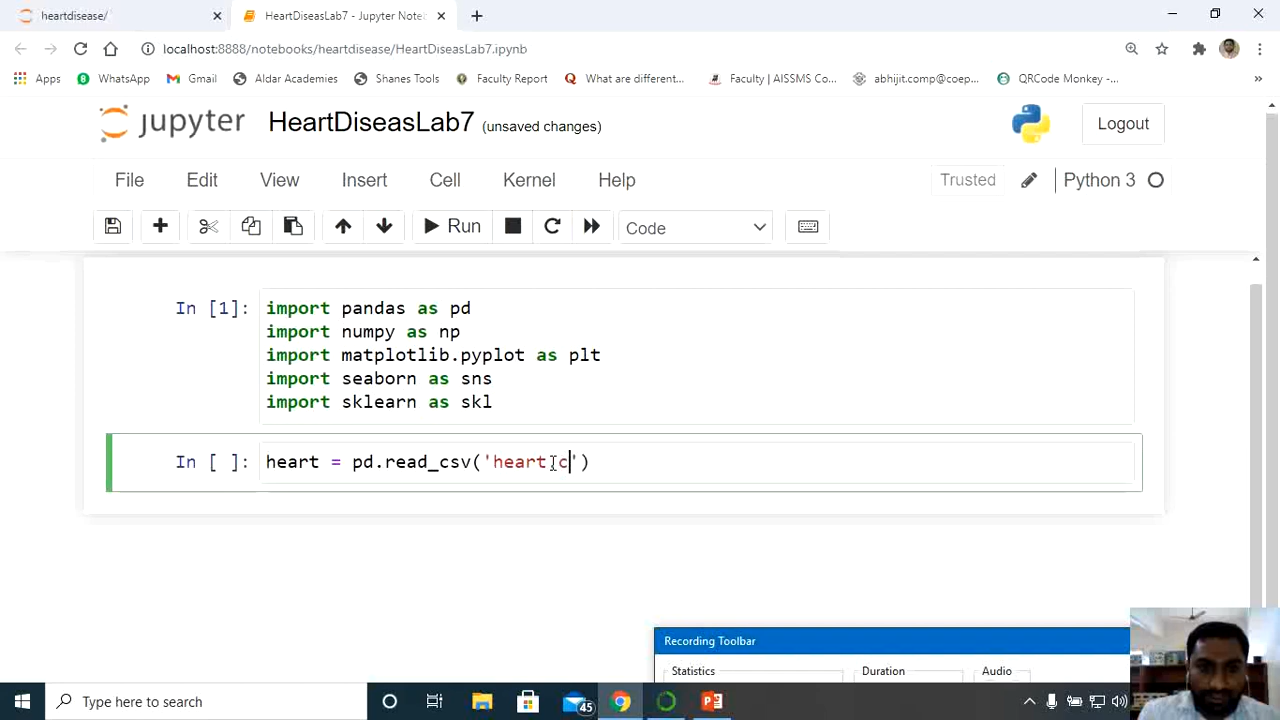 heartdisease/
HeartDiseasLab7 - Jupyter Note
localhost:8888/notebooks/heartdisease/HeartDiseasLab7.ipynb
Apps WhatsApp Gmail Aldar Academies Shanes Tools Faculty Report What are different... Faculty | AISSMS Co... abhijit.comp@coep... QRCode Monkey -... »
jupyter HeartDiseasLab7 (unsaved changes) Logout
File Edit View Insert Cell Kernel Help Trusted Python 3
Run Code
In [1]: import pandas as pd
import numpy as np
import matplotlib.pyplot as plt
import seaborn as sns
import sklearn as skl
In [ ]: heart = pd.read_csv('heart.c')
Recording Toolbar
Statistics Duration Audio
Type here to search 45